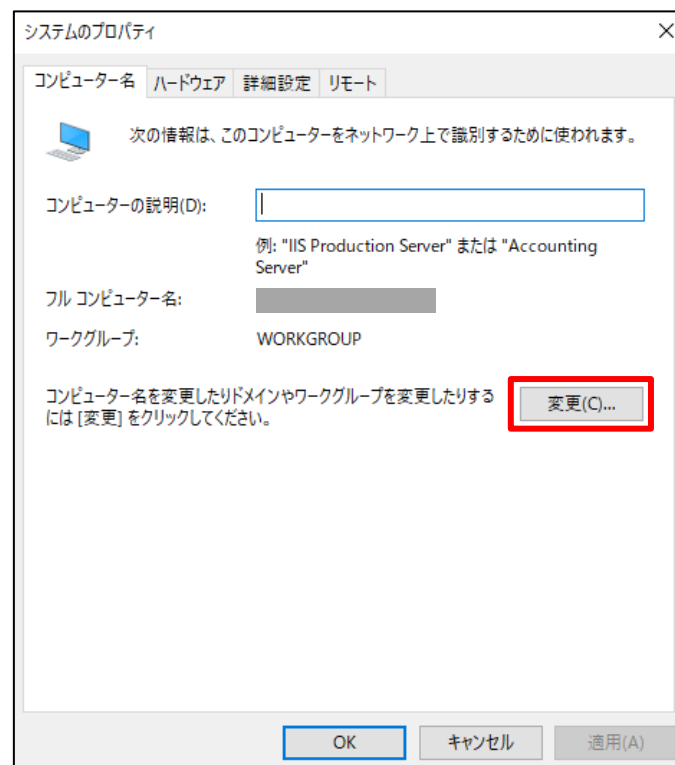 システムのプロパティ
コンピューター名 ハードウェア 詳細設定 リモート
次の情報は、このコンピューターをネットワーク上で識別するために使われます。
コンピューターの説明(D):
例: "IIS Production Server" または "Accounting
Server"
フル コンピューター名:
ワークグループ: WORKGROUP
コンピューター名を変更したりドメインやワークグループを変更したりする
には [変更] をクリックしてください。
変更(C)...
OK キャンセル 適用(A)